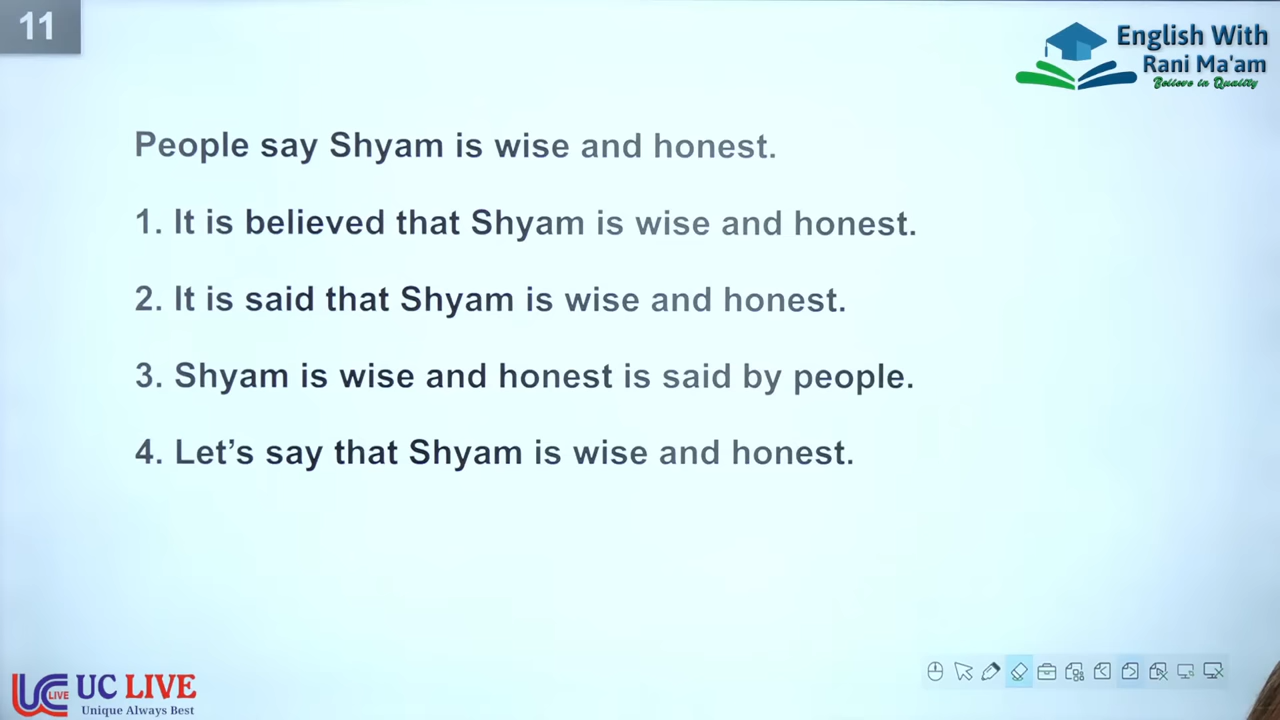 11
English With
Rani Ma'am
Believe in Quality
People say Shyam is wise and honest.
1. It is believed that Shyam is wise and honest.
2. It is said that Shyam is wise and honest.
3. Shyam is wise and honest is said by people.
4. Let’s say that Shyam is wise and honest.
UC LIVE
LIVE
Unique Always Best